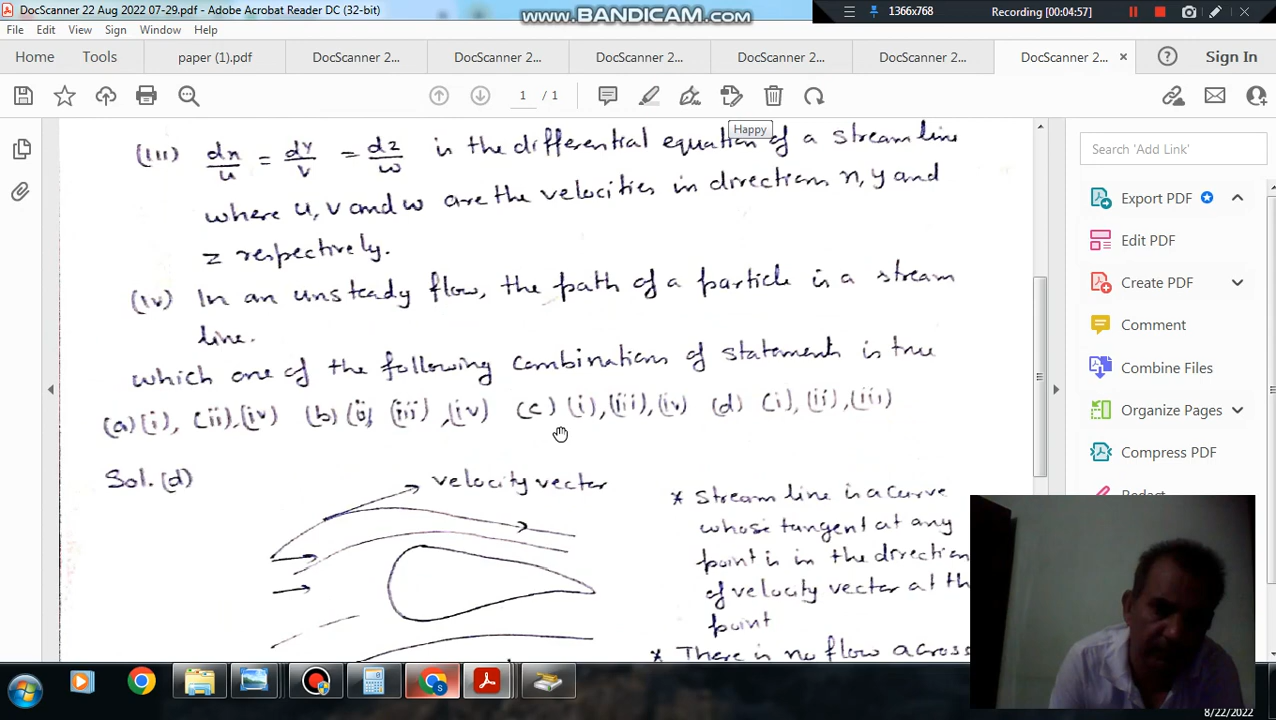 DocScanner 22 Aug 2022 07-29.pdf - Adobe Acrobat Reader DC (32-bit)
www.BANDICAM.com
1366x768
Recording [00:04:57]
File Edit View Sign Window Help
Home Tools paper (1).pdf DocScanner 2... DocScanner 2... DocScanner 2... DocScanner 2... DocScanner 2... DocScanner 2... Sign In
1 / 1
Happy
(iii) dx/u = dy/v = dz/w is the differential equation of a stream line
where u, v and w are the velocities in directions x, y and
z respectively.
(iv) In an unsteady flow, the path of a particle is a stream
line.
which one of the following combinations of statements is true
(a) (i), (ii), (iv) (b) (ii), (iii), (iv) (c) (i), (iii), (iv) (d) (i), (ii), (iii)
Sol. (d)
velocity vector
* Stream line is a curve
whose tangent at any
point is in the direction
of velocity vector at th
point
* There is no flow across
Search 'Add Link'
Export PDF
Edit PDF
Create PDF
Comment
Combine Files
Organize Pages
Compress PDF
Redact
8/22/2022